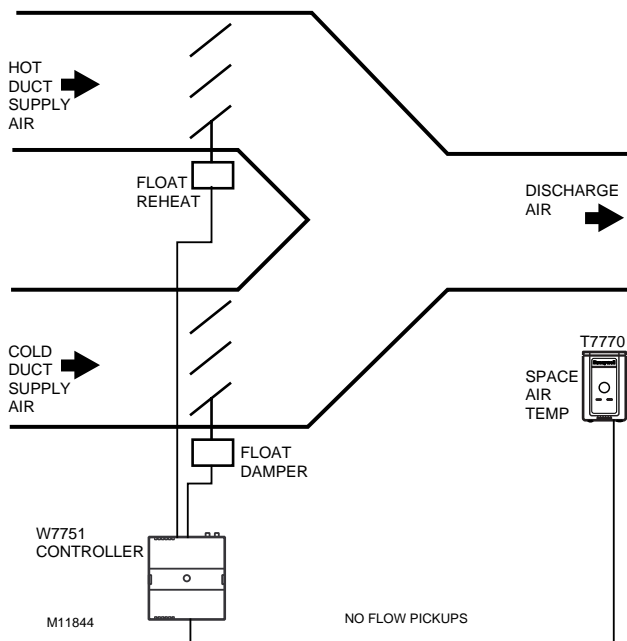 HOT
DUCT
SUPPLY
AIR
FLOAT
REHEAT
DISCHARGE
AIR
COLD
DUCT
SUPPLY
AIR
T7770
Honeywell
SPACE
AIR
TEMP
FLOAT
DAMPER
W7751
CONTROLLER
M11844
NO FLOW PICKUPS